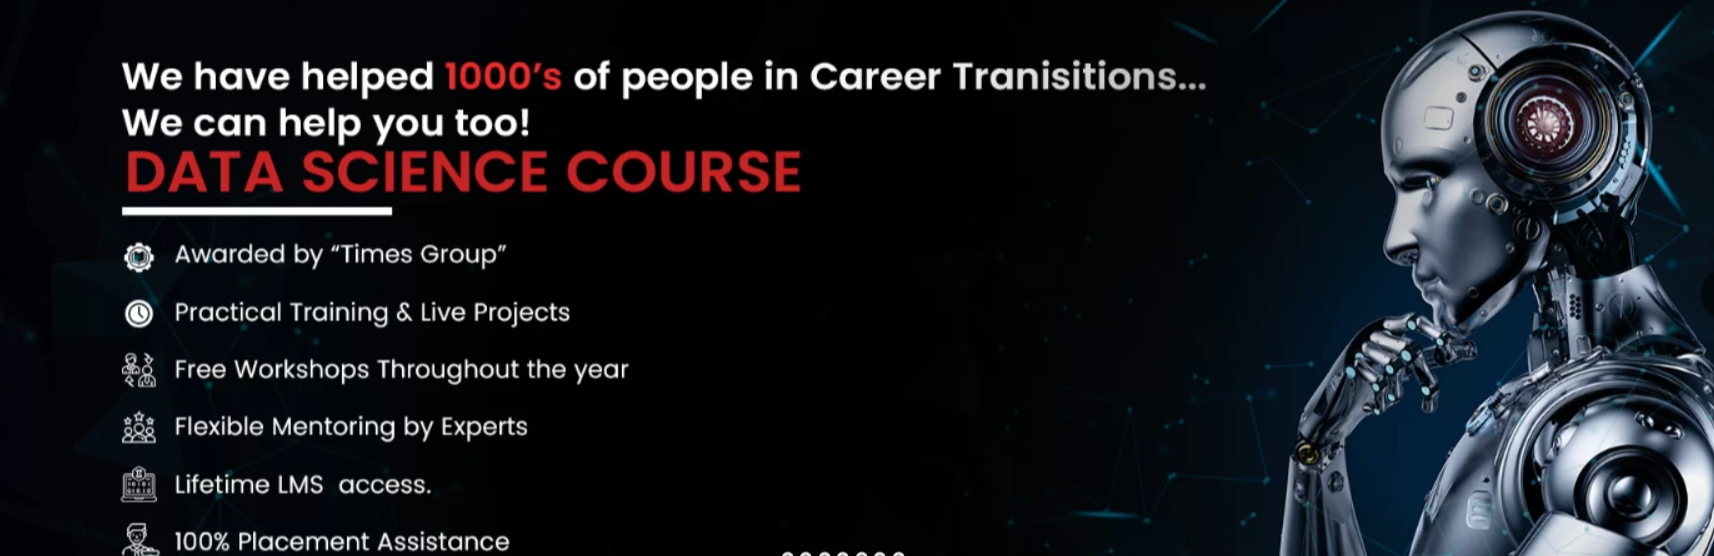 We have helped 1000’s of people in Career Tranisitions...
We can help you too!
DATA SCIENCE COURSE
Awarded by “Times Group”
Practical Training & Live Projects
Free Workshops Throughout the year
Flexible Mentoring by Experts
Lifetime LMS access.
100% Placement Assistance